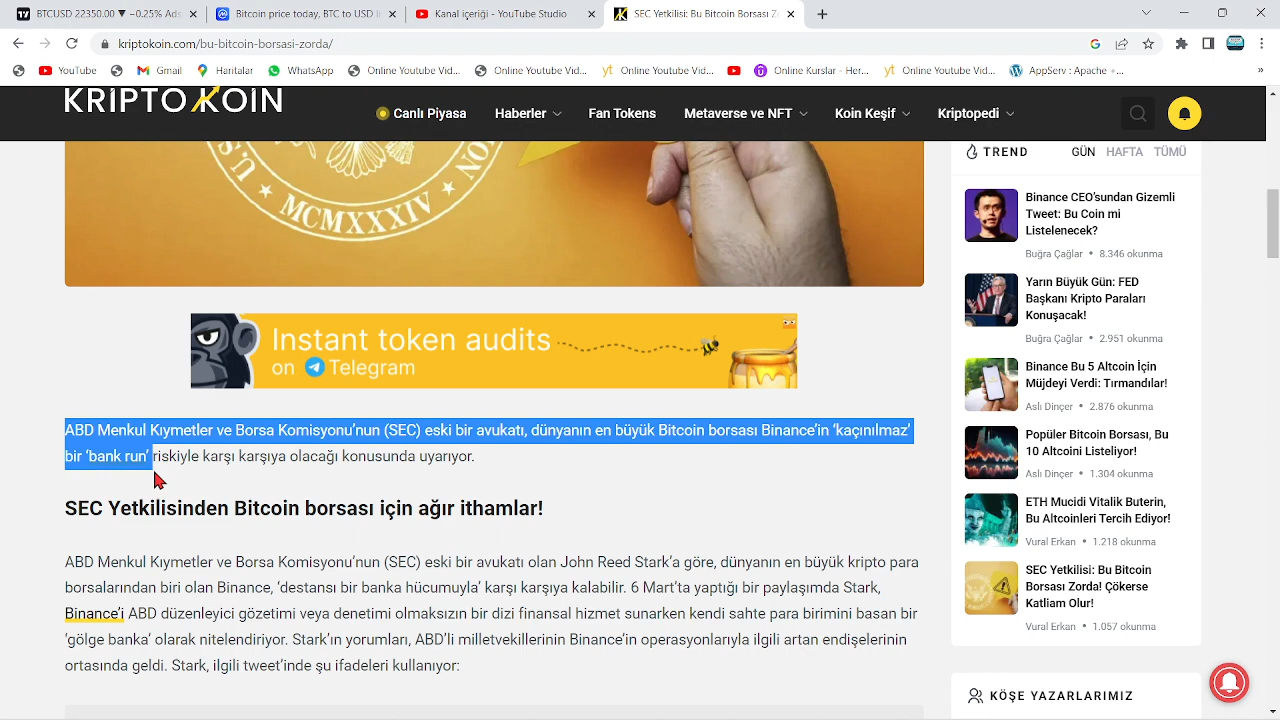 BTCUSD 22350.00 ▼ −0.25% Ads
Bitcoin price today, BTC to USD li
Kanal içeriği - YouTube Studio
SEC Yetkilisi: Bu Bitcoin Borsası Z
kriptokoin.com/bu-bitcoin-borsasi-zorda/
YouTube
Gmail
Haritalar
WhatsApp
Online Youtube Vid...
Online Youtube Vid...
Online Youtube Vid...
Online Kurslar - Her...
Online Youtube Vid...
AppServ : Apache +...
»
KRIPTOKOIN
Canlı Piyasa
Haberler
Fan Tokens
Metaverse ve NFT
Koin Keşif
Kriptopedi
MCMXXXIV
Instant token audits
on Telegram
ABD Menkul Kıymetler ve Borsa Komisyonu’nun (SEC) eski bir avukatı, dünyanın en büyük Bitcoin borsası Binance’in ‘kaçınılmaz’
bir ‘bank run’ riskiyle karşı karşıya olacağı konusunda uyarıyor.
SEC Yetkilisinden Bitcoin borsası için ağır ithamlar!
ABD Menkul Kıymetler ve Borsa Komisyonu’nun (SEC) eski bir avukatı olan John Reed Stark’a göre, dünyanın en büyük kripto para
borsalarından biri olan Binance, ‘destansı bir banka hücumuyla’ karşı karşıya kalabilir. 6 Mart’ta yaptığı bir paylaşımda Stark,
Binance’i ABD düzenleyici gözetimi veya denetimi olmaksızın bir dizi finansal hizmet sunarken kendi sahte para birimini basan bir
‘gölge banka’ olarak nitelendiriyor. Stark’ın yorumları, ABD’li milletvekillerinin Binance’in operasyonlarıyla ilgili artan endişelerinin
ortasında geldi. Stark, ilgili tweet’inde şu ifadeleri kullanıyor:
TREND
GÜN HAFTA TÜMÜ
Binance CEO’sundan Gizemli
Tweet: Bu Coin mi
Listelenecek?
Buğra Çağlar • 8.346 okunma
Yarın Büyük Gün: FED
Başkanı Kripto Paraları
Konuşacak!
Buğra Çağlar • 2.951 okunma
Binance Bu 5 Altcoin İçin
Müjdeyi Verdi: Tırmandılar!
Aslı Dinçer • 2.876 okunma
Popüler Bitcoin Borsası, Bu
10 Altcoini Listeliyor!
Aslı Dinçer • 1.304 okunma
ETH Mucidi Vitalik Buterin,
Bu Altcoinleri Tercih Ediyor!
Vural Erkan • 1.218 okunma
SEC Yetkilisi: Bu Bitcoin
Borsası Zorda! Çökerse
Katliam Olur!
Vural Erkan • 1.057 okunma
KÖŞE YAZARLARIMIZ